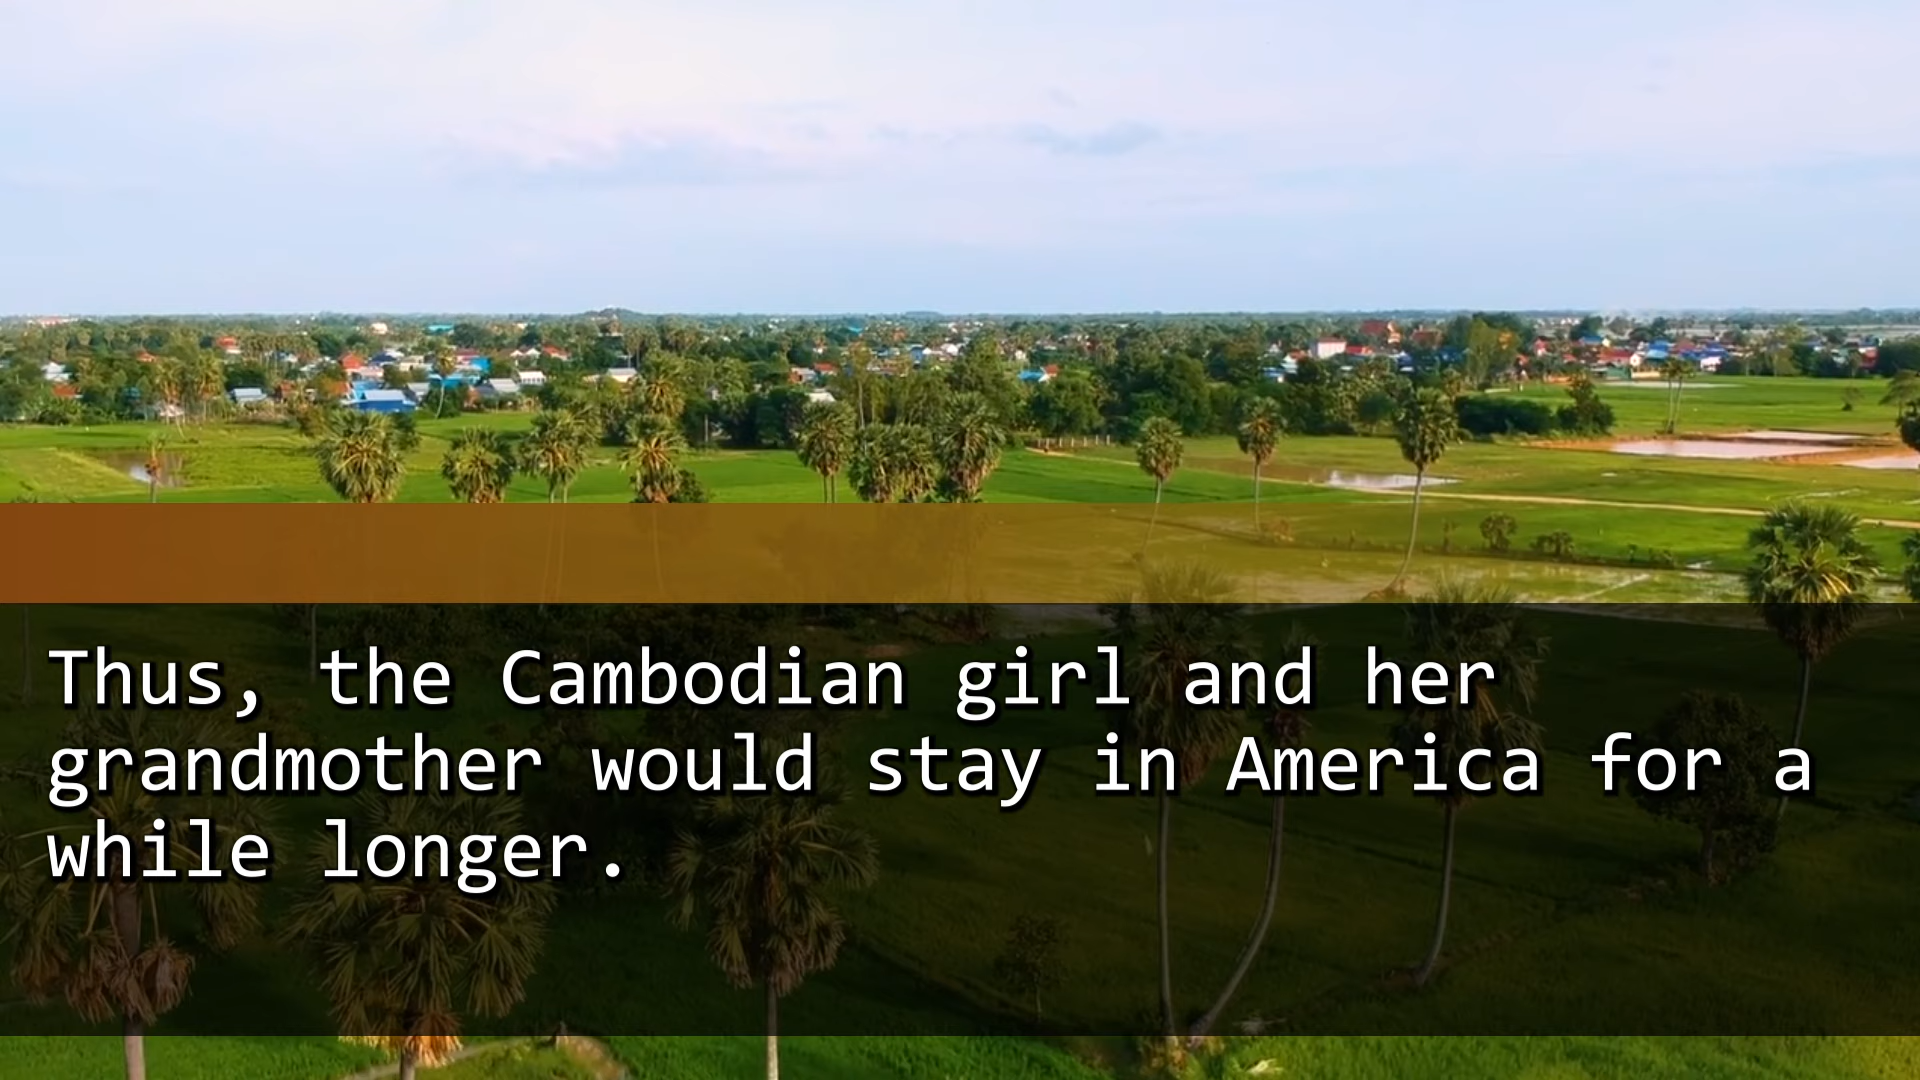 Thus, the Cambodian girl and her
grandmother would stay in America for a
while longer.